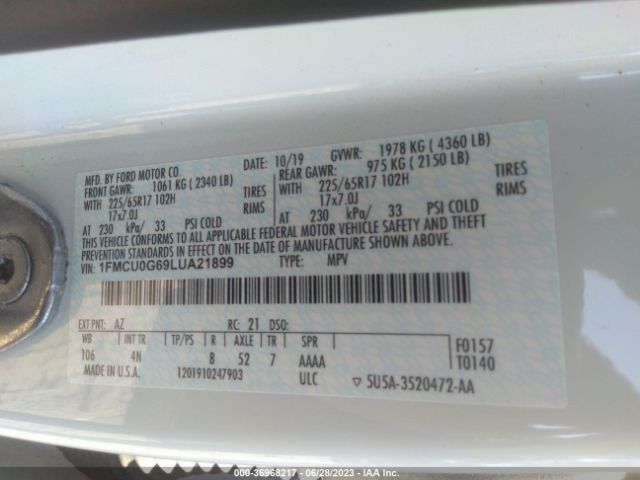 MFD. BY FORD MOTOR CO.
DATE: 10/19
GVWR: 1978 KG ( 4360 LB)
FRONT GAWR: 1061 KG ( 2340 LB)
REAR GAWR: 975 KG ( 2150 LB)
WITH 225/65R17 102H TIRES
WITH 225/65R17 102H TIRES
17x7.0J RIMS
17x7.0J RIMS
AT 230 kPa/ 33 PSI COLD
AT 230 kPa/ 33 PSI COLD
THIS VEHICLE CONFORMS TO ALL APPLICABLE FEDERAL MOTOR VEHICLE SAFETY AND THEFT
PREVENTION STANDARDS IN EFFECT ON THE DATE OF MANUFACTURE SHOWN ABOVE.
VIN: 1FMCU0G69LUA21899
TYPE: MPV
EXT PNT: AZ RC: 21 DSO:
WB INT TR TP/PS R AXLE TR SPR
106 4N 8 52 7 AAAA
F0157
T0140
MADE IN U.S.A. 1201910247903 ULC
▽ 5U5A-3520472-AA
000-36968217 - 06/28/2023 - IAA Inc.